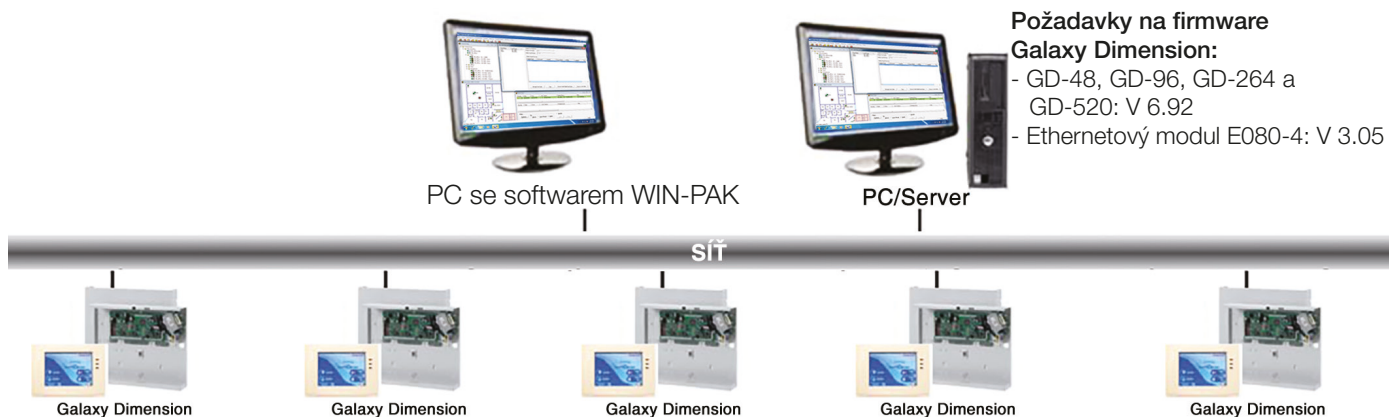 Požadavky na firmware
Galaxy Dimension:
- GD-48, GD-96, GD-264 a
GD-520: V 6.92
- Ethernetový modul E080-4: V 3.05
PC se softwarem WIN-PAK
PC/Server
SÍŤ
Galaxy Dimension
Galaxy Dimension
Galaxy Dimension
Galaxy Dimension
Galaxy Dimension